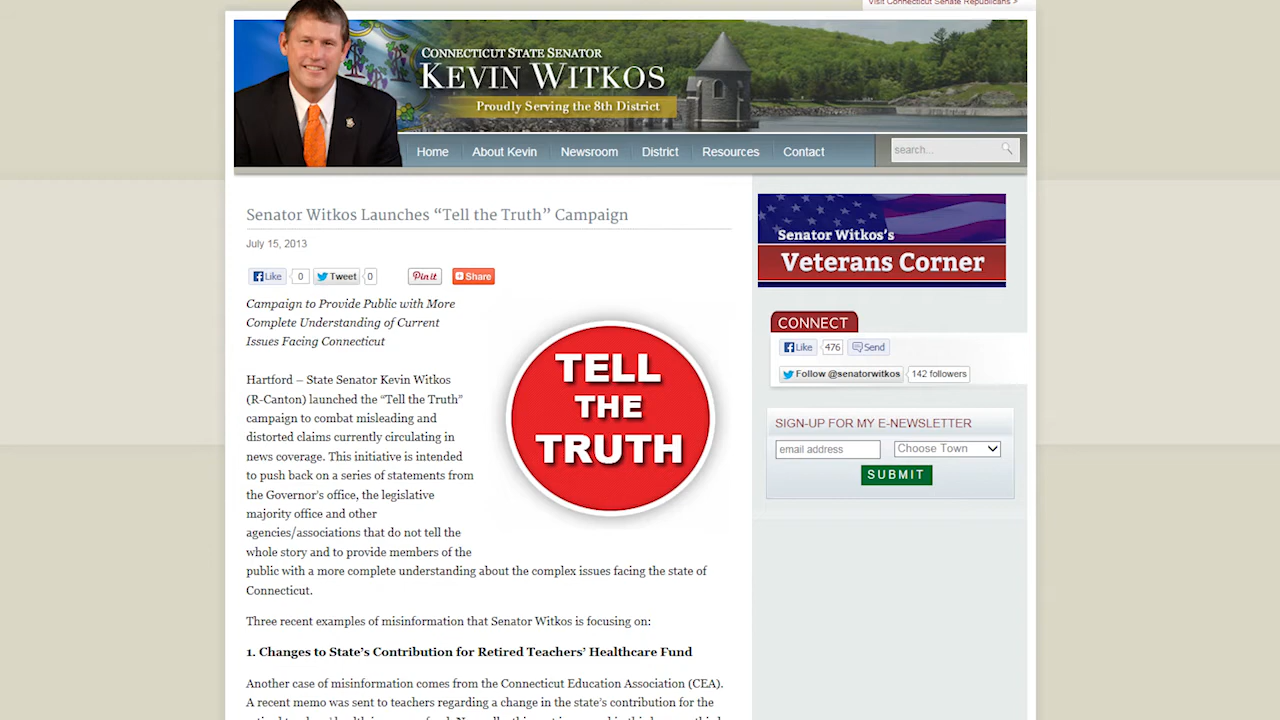 Visit Connecticut Senate Republicans >
CONNECTICUT STATE SENATOR
KEVIN WITKOS
Proudly Serving the 8th District
Home About Kevin Newsroom District Resources Contact
search...
Senator Witkos Launches “Tell the Truth” Campaign
July 15, 2013
Like 0 Tweet 0 Pin it Share
Campaign to Provide Public with More
Complete Understanding of Current
Issues Facing Connecticut
Hartford – State Senator Kevin Witkos
(R-Canton) launched the “Tell the Truth”
campaign to combat misleading and
distorted claims currently circulating in
news coverage. This initiative is intended
to push back on a series of statements from
the Governor’s office, the legislative
majority office and other
agencies/associations that do not tell the
whole story and to provide members of the
public with a more complete understanding about the complex issues facing the state of
Connecticut.
TELL
THE
TRUTH
Three recent examples of misinformation that Senator Witkos is focusing on:
1. Changes to State’s Contribution for Retired Teachers’ Healthcare Fund
Another case of misinformation comes from the Connecticut Education Association (CEA).
A recent memo was sent to teachers regarding a change in the state’s contribution for the
Senator Witkos’s
Veterans Corner
CONNECT
Like 476 Send
Follow @senatorwitkos 142 followers
SIGN-UP FOR MY E-NEWSLETTER
email address Choose Town
SUBMIT